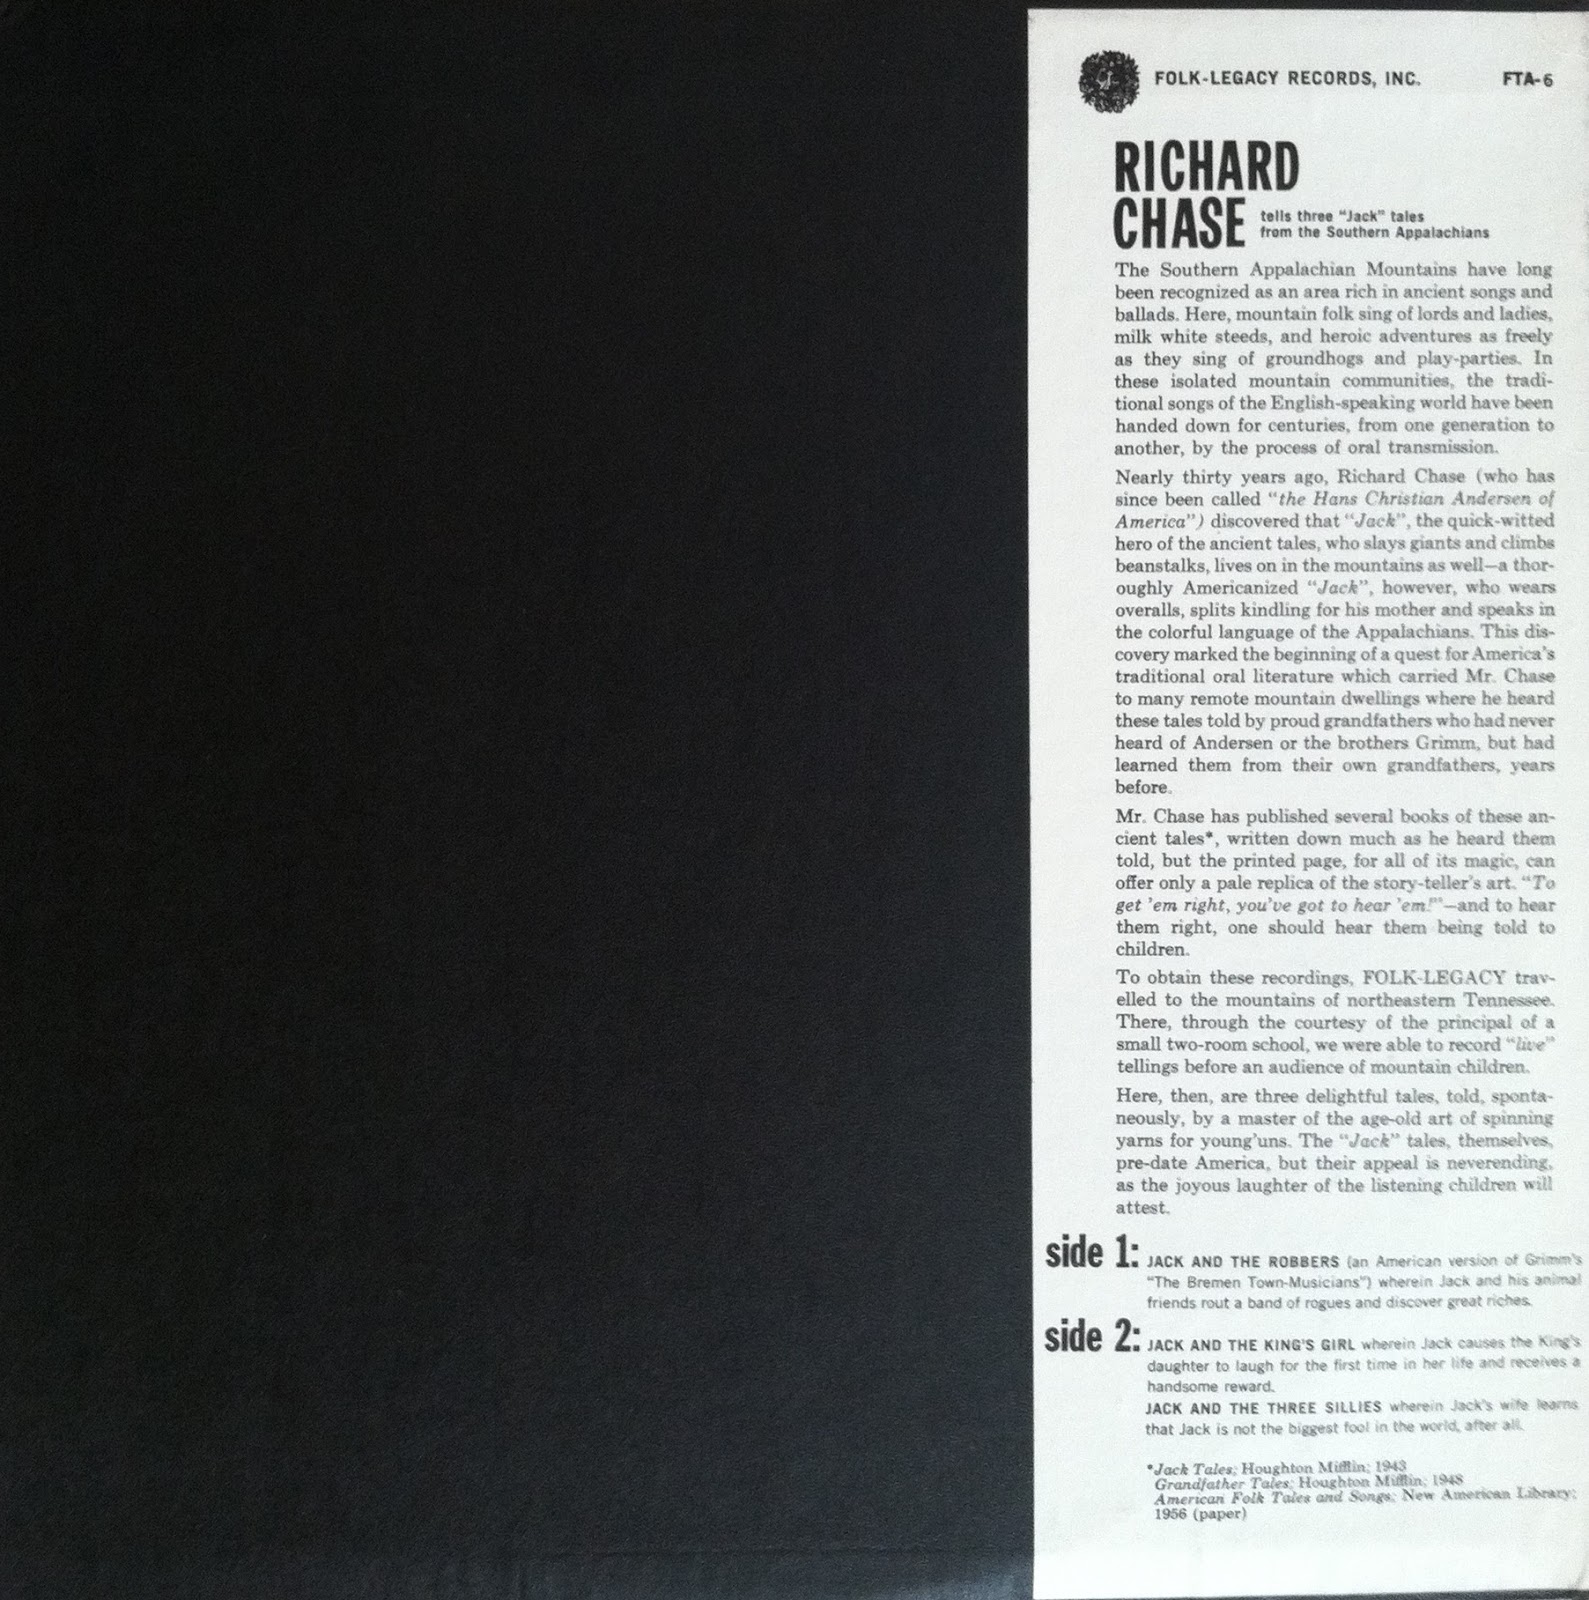 FOLK-LEGACY RECORDS, INC. FTA-6
RICHARD
CHASE tells three "Jack" tales
from the Southern Appalachians
The Southern Appalachian Mountains have long
been recognized as an area rich in ancient songs and
ballads. Here, mountain folk sing of lords and ladies,
milk white steeds, and heroic adventures as freely
as they sing of groundhogs and play-parties. In
these isolated mountain communities, the tradi-
tional songs of the English-speaking world have been
handed down for centuries, from one generation to
another, by the process of oral transmission.
Nearly thirty years ago, Richard Chase (who has
since been called "the Hans Christian Andersen of
America") discovered that "Jack", the quick-witted
hero of the ancient tales, who slays giants and climbs
beanstalks, lives on in the mountains as well—a thor-
oughly Americanized "Jack", however, who wears
overalls, splits kindling for his mother and speaks in
the colorful language of the Appalachians. This dis-
covery marked the beginning of a quest for America's
traditional oral literature which carried Mr. Chase
to many remote mountain dwellings where he heard
these tales told by proud grandfathers who had never
heard of Andersen or the brothers Grimm, but had
learned them from their own grandfathers, years
before.
Mr. Chase has published several books of these an-
cient tales*, written down much as he heard them
told, but the printed page, for all of its magic, can
offer only a pale replica of the story-teller's art. "To
get 'em right, you've got to hear 'em!"—and to hear
them right, one should hear them being told to
children.
To obtain these recordings, FOLK-LEGACY trav-
elled to the mountains of northeastern Tennessee.
There, through the courtesy of the principal of a
small two-room school, we were able to record "live"
tellings before an audience of mountain children.
Here, then, are three delightful tales, told, sponta-
neously, by a master of the age-old art of spinning
yarns for young'uns. The "Jack" tales, themselves,
pre-date America, but their appeal is neverending,
as the joyous laughter of the listening children will
attest.
side 1: JACK AND THE ROBBERS (an American version of Grimm's
"The Bremen Town-Musicians") wherein Jack and his animal
friends rout a band of rogues and discover great riches.
side 2: JACK AND THE KING'S GIRL wherein Jack causes the King's
daughter to laugh for the first time in her life and receives a
handsome reward.
JACK AND THE THREE SILLIES wherein Jack's wife learns
that Jack is not the biggest fool in the world, after all.
*Jack Tales; Houghton Mifflin; 1943
Grandfather Tales; Houghton Mifflin; 1948
American Folk Tales and Songs; New American Library;
1956 (paper)